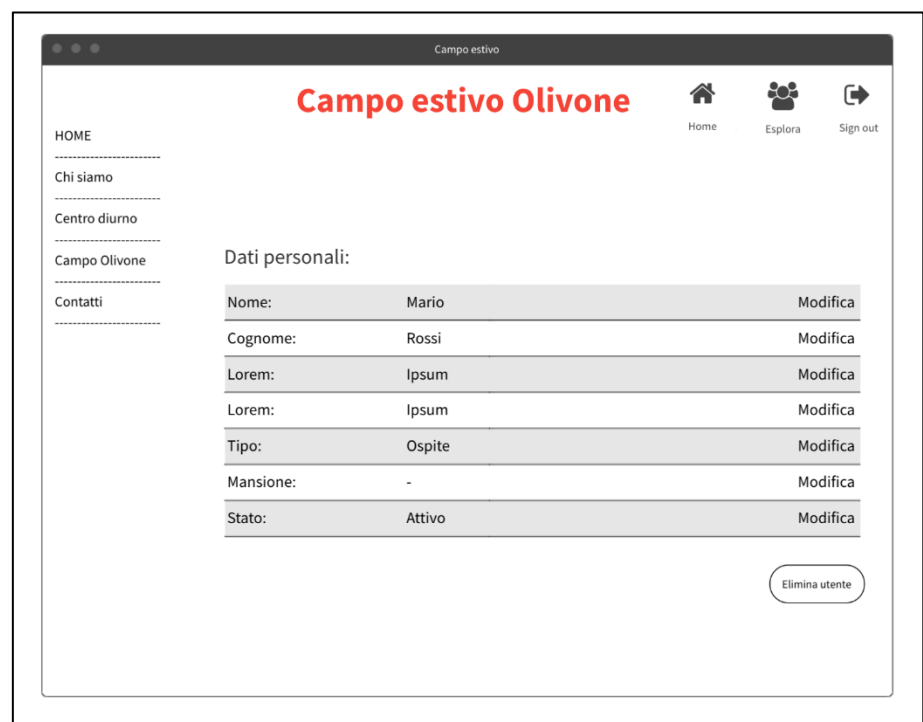 Campo estivo
Campo estivo Olivone
Home Esplora Sign out
HOME
------------------------
Chi siamo
------------------------
Centro diurno
------------------------
Campo Olivone
------------------------
Contatti
------------------------
Dati personali:
Nome: Mario Modifica
Cognome: Rossi Modifica
Lorem: Ipsum Modifica
Lorem: Ipsum Modifica
Tipo: Ospite Modifica
Mansione: - Modifica
Stato: Attivo Modifica
Elimina utente